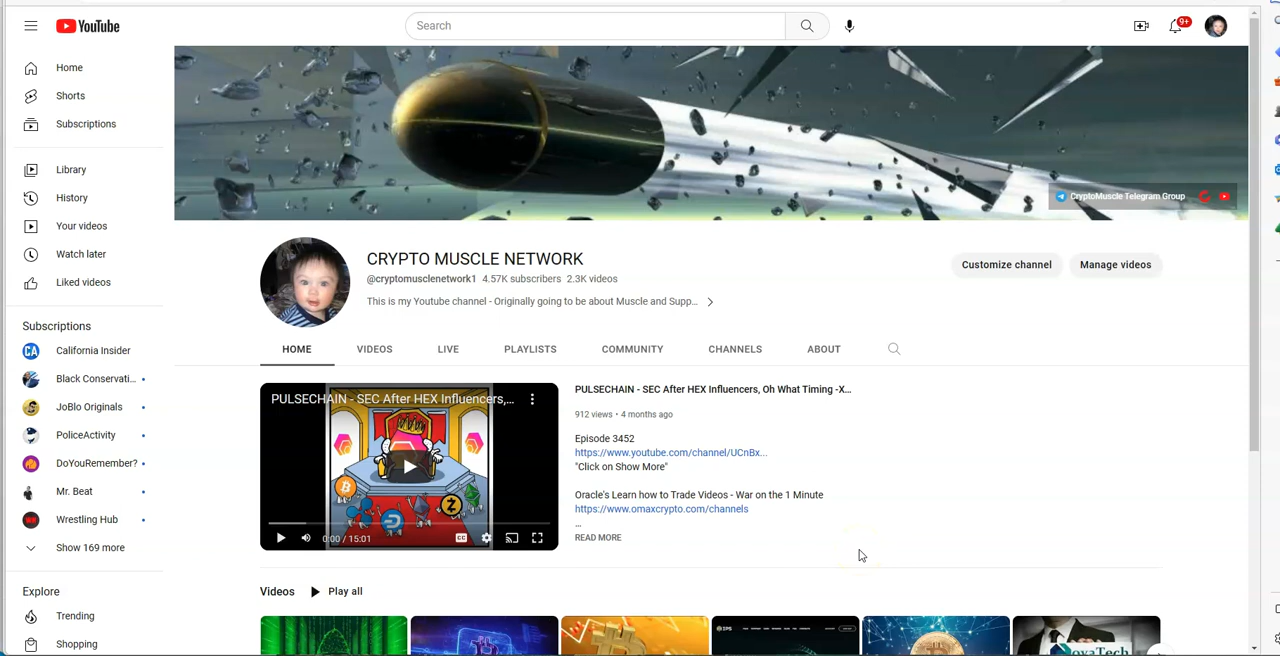 YouTube
Search
9+
Home
Shorts
Subscriptions
Library
History
Your videos
Watch later
Liked videos
Subscriptions
CA California Insider
Black Conservati...
JoBlo Originals
PoliceActivity
DoYouRemember?
Mr. Beat
Wrestling Hub
Show 169 more
Explore
Trending
Shopping
CryptoMuscle Telegram Group
CRYPTO MUSCLE NETWORK
@cryptomusclenetwork1 4.57K subscribers 2.3K videos
This is my Youtube channel - Originally going to be about Muscle and Supp...
Customize channel
Manage videos
HOME
VIDEOS
LIVE
PLAYLISTS
COMMUNITY
CHANNELS
ABOUT
PULSECHAIN - SEC After HEX Influencers,...
0:00 / 15:01
CC
PULSECHAIN - SEC After HEX Influencers, Oh What Timing -X...
912 views • 4 months ago
Episode 3452
https://www.youtube.com/channel/UCnBx...
"Click on Show More"
Oracle's Learn how to Trade Videos - War on the 1 Minute
https://www.omaxcrypto.com/channels
...
READ MORE
Videos
Play all